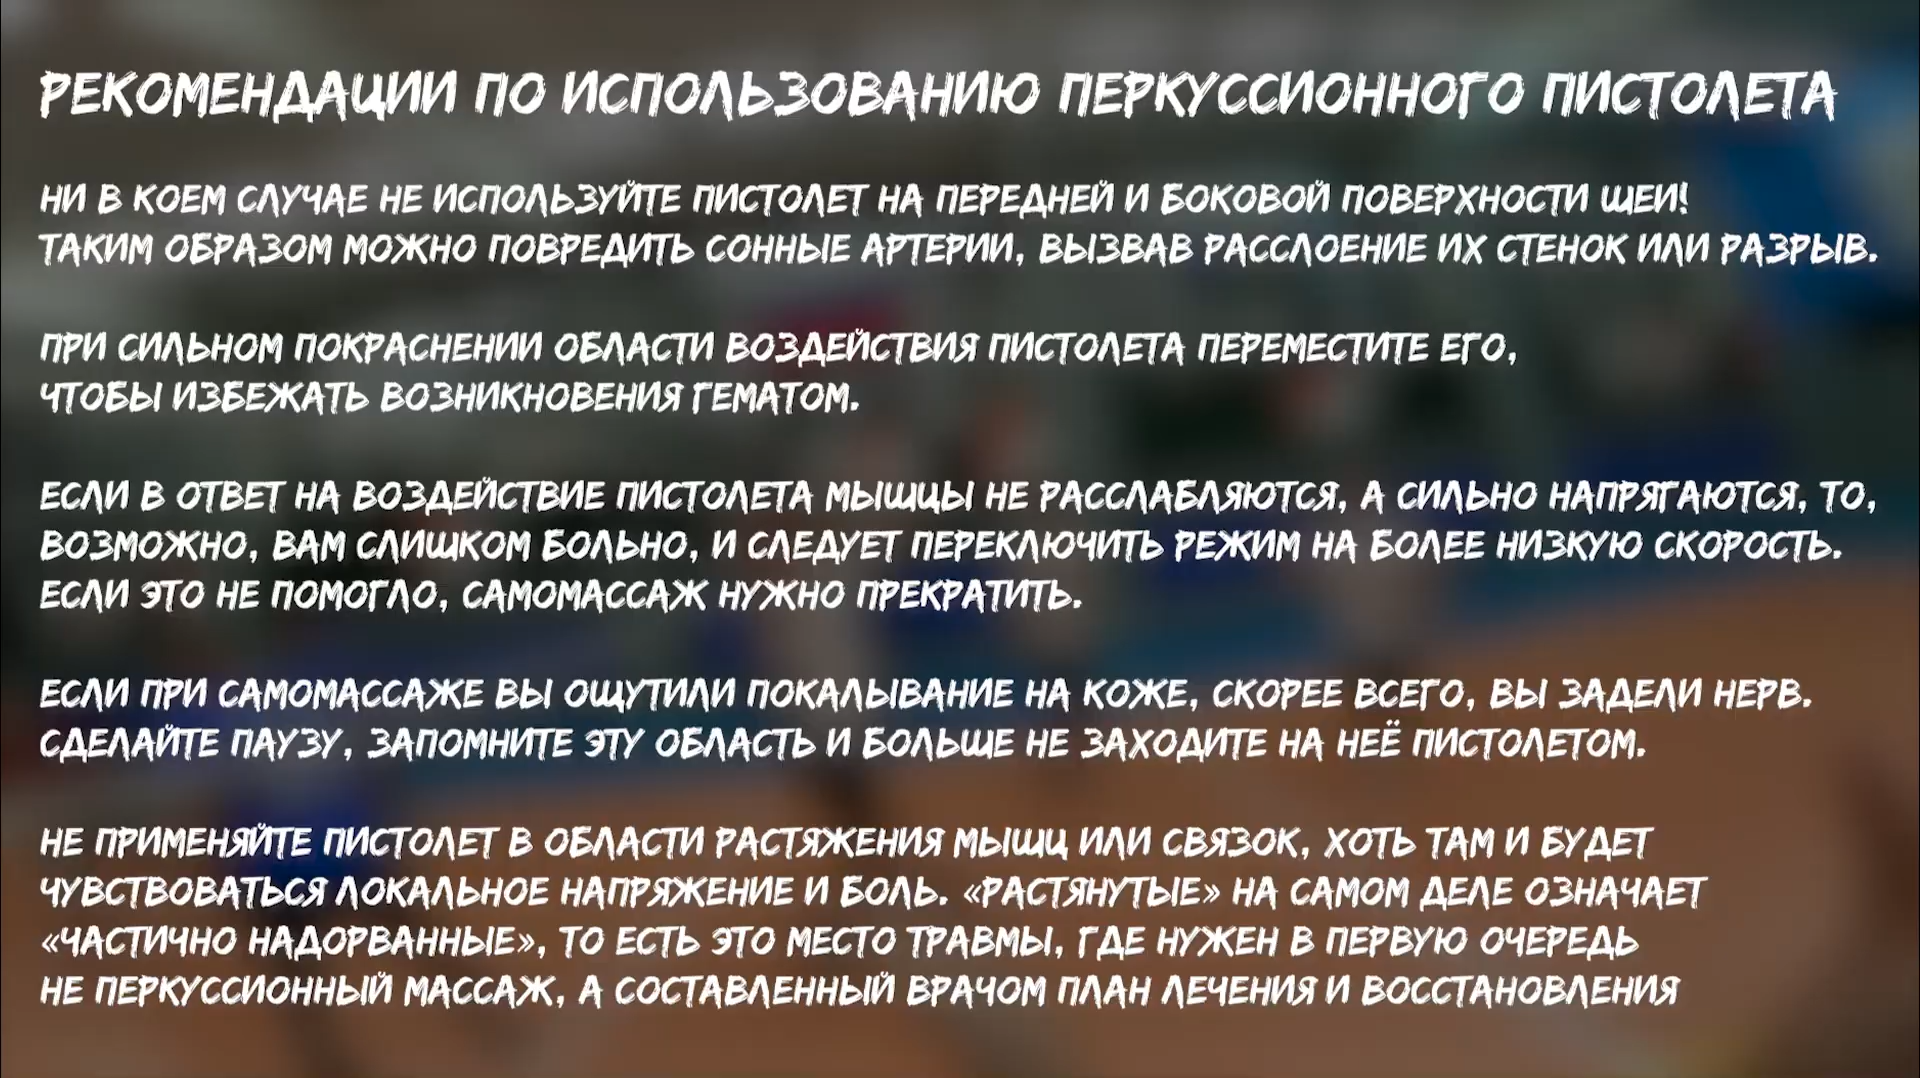 РЕКОМЕНДАЦИИ ПО ИСПОЛЬЗОВАНИЮ ПЕРКУССИОННОГО ПИСТОЛЕТА
НИ В КОЕМ СЛУЧАЕ НЕ ИСПОЛЬЗУЙТЕ ПИСТОЛЕТ НА ПЕРЕДНЕЙ И БОКОВОЙ ПОВЕРХНОСТИ ШЕИ!
ТАКИМ ОБРАЗОМ МОЖНО ПОВРЕДИТЬ СОННЫЕ АРТЕРИИ, ВЫЗВАВ РАССЛОЕНИЕ ИХ СТЕНОК ИЛИ РАЗРЫВ.
ПРИ СИЛЬНОМ ПОКРАСНЕНИИ ОБЛАСТИ ВОЗДЕЙСТВИЯ ПИСТОЛЕТА ПЕРЕМЕСТИТЕ ЕГО,
ЧТОБЫ ИЗБЕЖАТЬ ВОЗНИКНОВЕНИЯ ГЕМАТОМ.
ЕСЛИ В ОТВЕТ НА ВОЗДЕЙСТВИЕ ПИСТОЛЕТА МЫШЦЫ НЕ РАССЛАБЛЯЮТСЯ, А СИЛЬНО НАПРЯГАЮТСЯ, ТО,
ВОЗМОЖНО, ВАМ СЛИШКОМ БОЛЬНО, И СЛЕДУЕТ ПЕРЕКЛЮЧИТЬ РЕЖИМ НА БОЛЕЕ НИЗКУЮ СКОРОСТЬ.
ЕСЛИ ЭТО НЕ ПОМОГЛО, САМОМАССАЖ НУЖНО ПРЕКРАТИТЬ.
ЕСЛИ ПРИ САМОМАССАЖЕ ВЫ ОЩУТИЛИ ПОКАЛЫВАНИЕ НА КОЖЕ, СКОРЕЕ ВСЕГО, ВЫ ЗАДЕЛИ НЕРВ.
СДЕЛАЙТЕ ПАУЗУ, ЗАПОМНИТЕ ЭТУ ОБЛАСТЬ И БОЛЬШЕ НЕ ЗАХОДИТЕ НА НЕЁ ПИСТОЛЕТОМ.
НЕ ПРИМЕНЯЙТЕ ПИСТОЛЕТ В ОБЛАСТИ РАСТЯЖЕНИЯ МЫШЦ ИЛИ СВЯЗОК, ХОТЬ ТАМ И БУДЕТ
ЧУВСТВОВАТЬСЯ ЛОКАЛЬНОЕ НАПРЯЖЕНИЕ И БОЛЬ. «РАСТЯНУТЫЕ» НА САМОМ ДЕЛЕ ОЗНАЧАЕТ
«ЧАСТИЧНО НАДОРВАННЫЕ», ТО ЕСТЬ ЭТО МЕСТО ТРАВМЫ, ГДЕ НУЖЕН В ПЕРВУЮ ОЧЕРЕДЬ
НЕ ПЕРКУССИОННЫЙ МАССАЖ, А СОСТАВЛЕННЫЙ ВРАЧОМ ПЛАН ЛЕЧЕНИЯ И ВОССТАНОВЛЕНИЯ